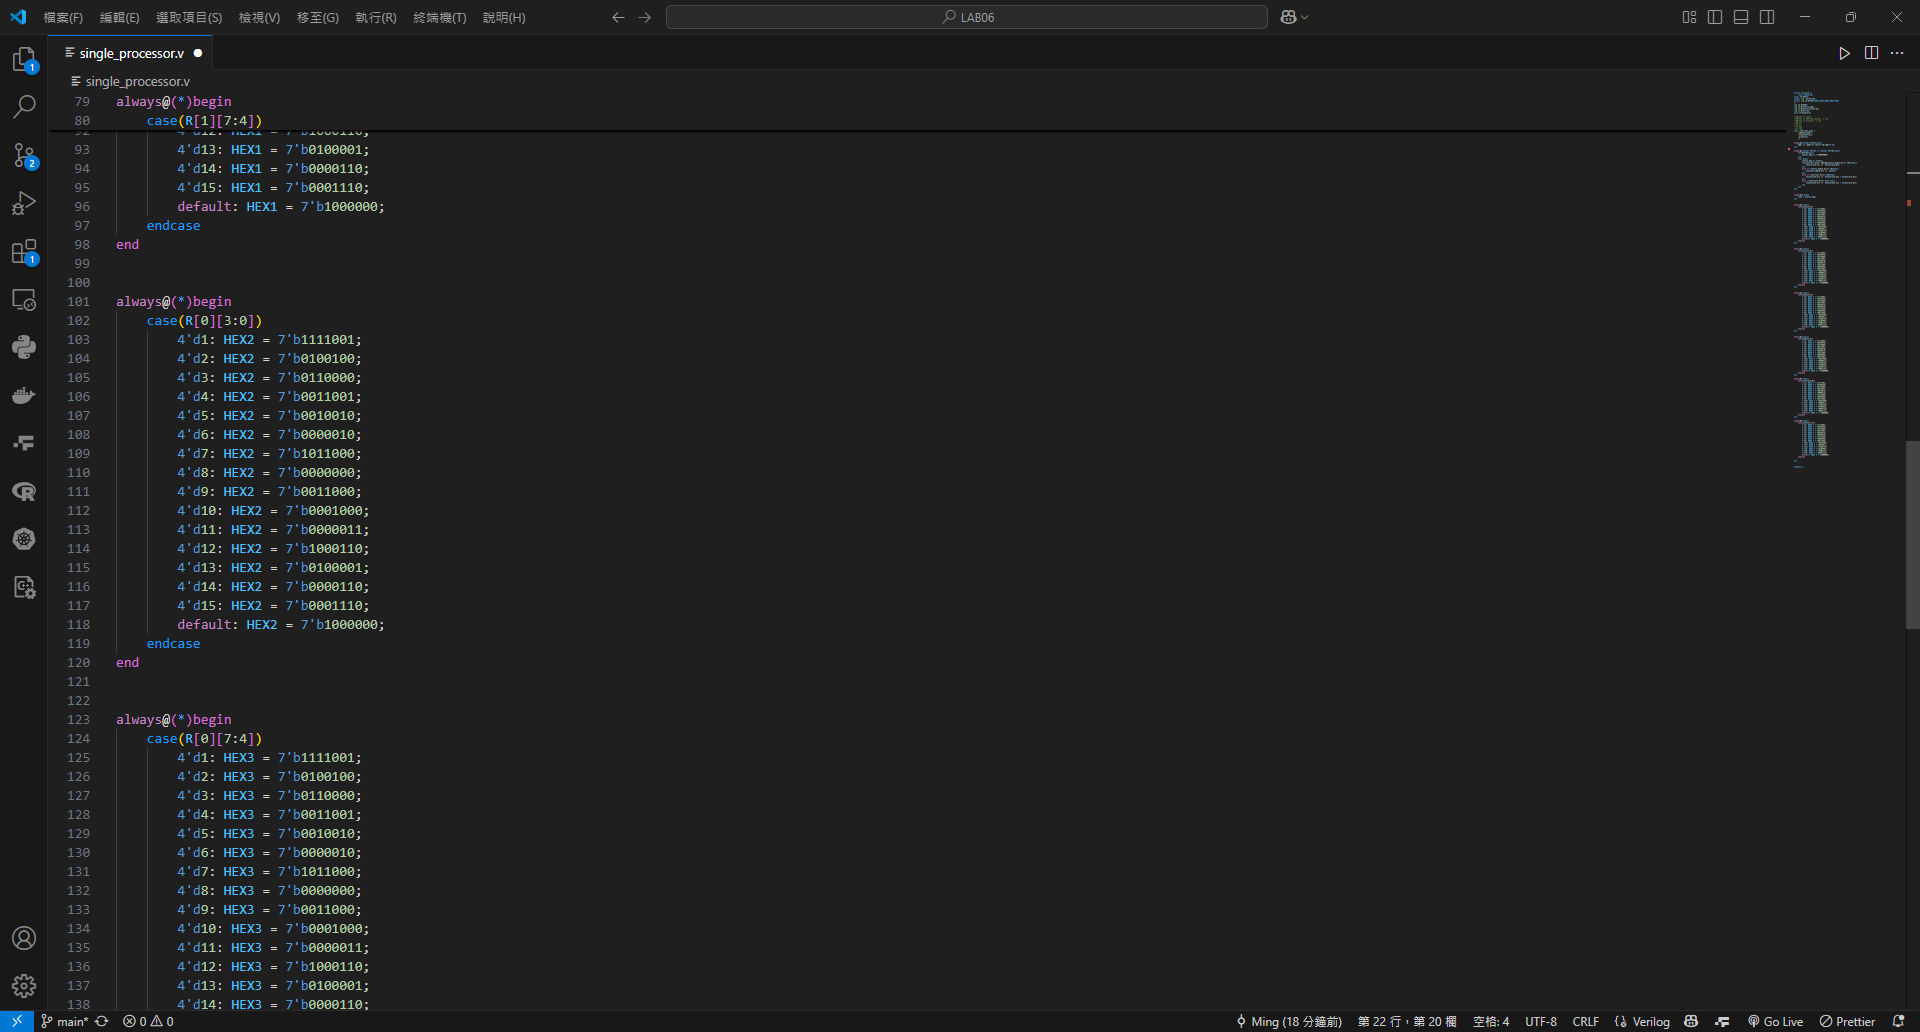 檔案(F) 編輯(E) 選取項目(S) 檢視(V) 移至(G) 執行(R) 終端機(T) 說明(H)
LAB06
single_processor.v
single_processor.v
79 always@(*)begin
80 case(R[1][7:4])
92 4'd12: HEX1 = 7'b1000110;
93 4'd13: HEX1 = 7'b0100001;
94 4'd14: HEX1 = 7'b0000110;
95 4'd15: HEX1 = 7'b0001110;
96 default: HEX1 = 7'b1000000;
97 endcase
98 end
99
100
101 always@(*)begin
102 case(R[0][3:0])
103 4'd1: HEX2 = 7'b1111001;
104 4'd2: HEX2 = 7'b0100100;
105 4'd3: HEX2 = 7'b0110000;
106 4'd4: HEX2 = 7'b0011001;
107 4'd5: HEX2 = 7'b0010010;
108 4'd6: HEX2 = 7'b0000010;
109 4'd7: HEX2 = 7'b1011000;
110 4'd8: HEX2 = 7'b0000000;
111 4'd9: HEX2 = 7'b0011000;
112 4'd10: HEX2 = 7'b0001000;
113 4'd11: HEX2 = 7'b0000011;
114 4'd12: HEX2 = 7'b1000110;
115 4'd13: HEX2 = 7'b0100001;
116 4'd14: HEX2 = 7'b0000110;
117 4'd15: HEX2 = 7'b0001110;
118 default: HEX2 = 7'b1000000;
119 endcase
120 end
121
122
123 always@(*)begin
124 case(R[0][7:4])
125 4'd1: HEX3 = 7'b1111001;
126 4'd2: HEX3 = 7'b0100100;
127 4'd3: HEX3 = 7'b0110000;
128 4'd4: HEX3 = 7'b0011001;
129 4'd5: HEX3 = 7'b0010010;
130 4'd6: HEX3 = 7'b0000010;
131 4'd7: HEX3 = 7'b1011000;
132 4'd8: HEX3 = 7'b0000000;
133 4'd9: HEX3 = 7'b0011000;
134 4'd10: HEX3 = 7'b0001000;
135 4'd11: HEX3 = 7'b0000011;
136 4'd12: HEX3 = 7'b1000110;
137 4'd13: HEX3 = 7'b0100001;
138 4'd14: HEX3 = 7'b0000110;
1
2
1
main* 0 0 Ming (18 分鐘前) 第 22 行，第 20 欄 空格: 4 UTF-8 CRLF {} Verilog Go Live Prettier